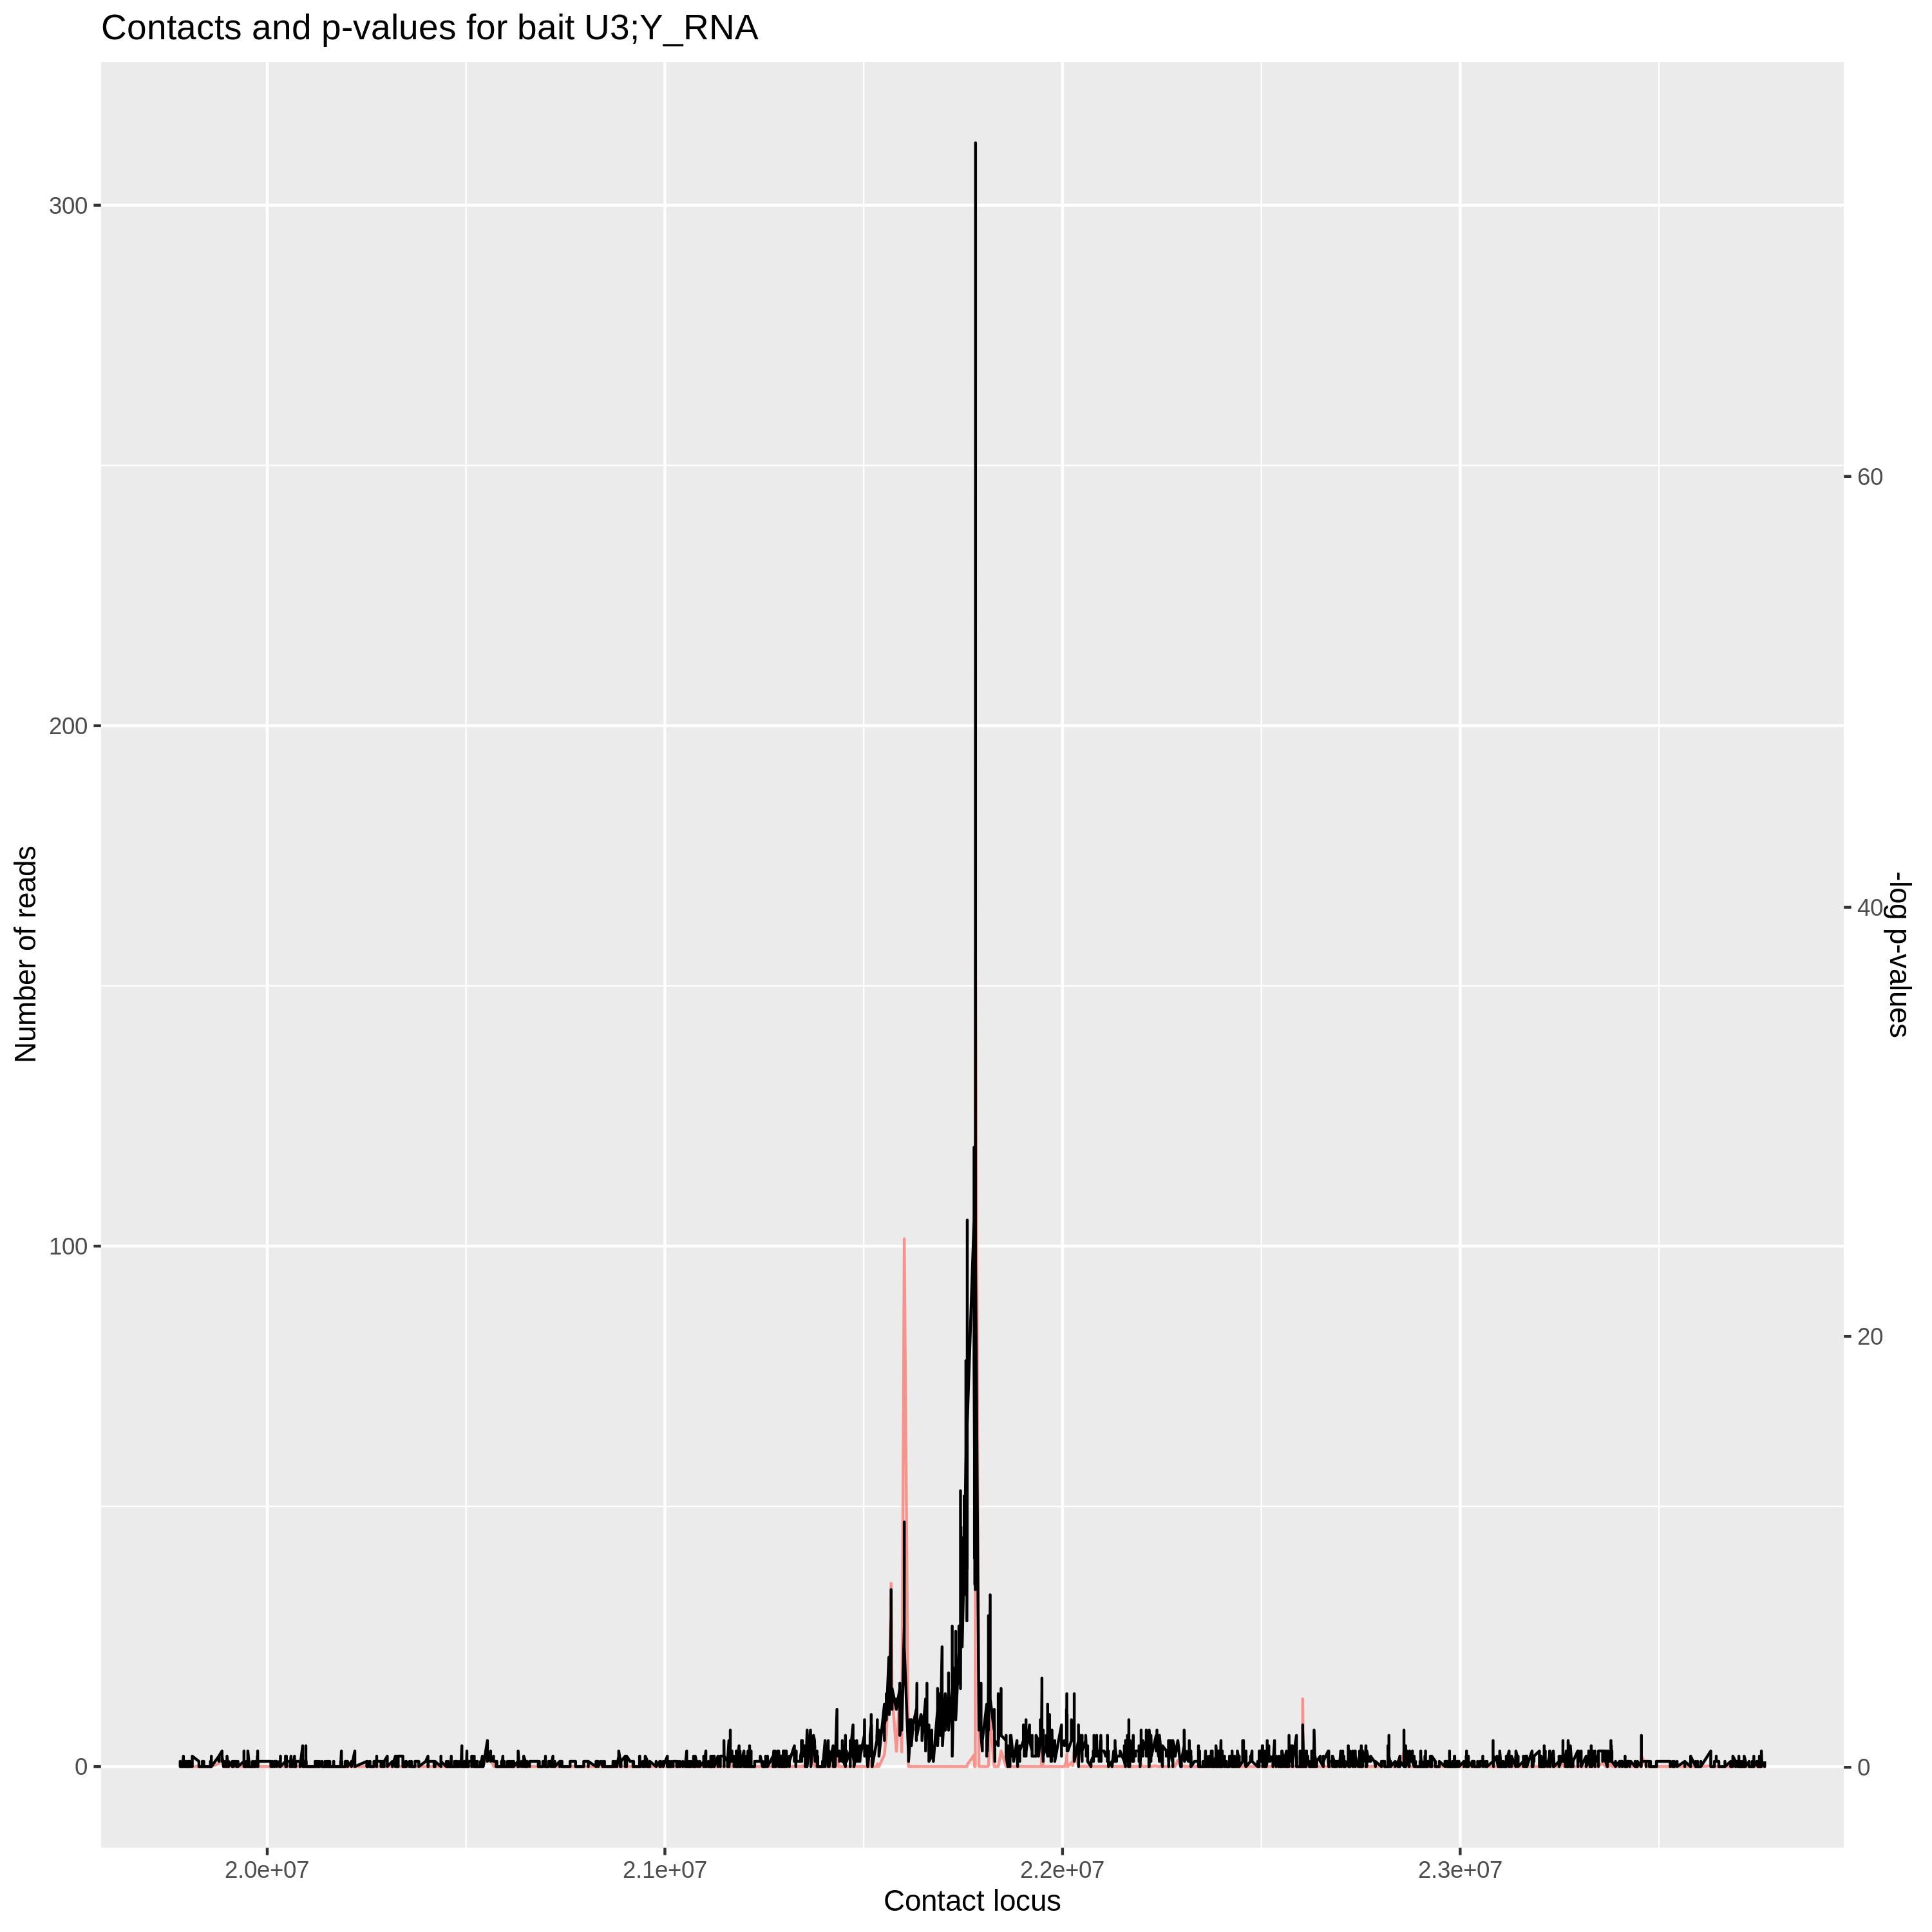 Contacts and p-values for bait U3;Y_RNA
300
200
100
0
Number of reads
60
40
20
0
-log p-values
2.0e+07
2.1e+07
2.2e+07
2.3e+07
Contact locus